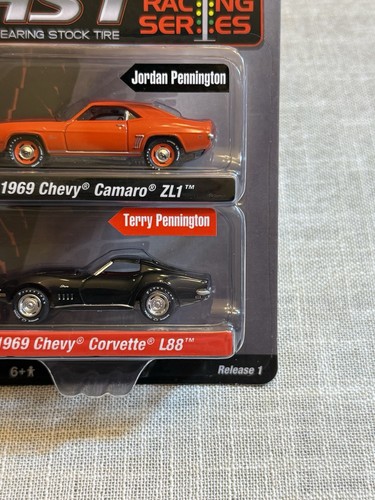 RACING
SERIES
EARING STOCK TIRE
Jordan Pennington
1969 Chevy® Camaro® ZL1™
Terry Pennington
1969 Chevy® Corvette® L88™
6+
Release 1